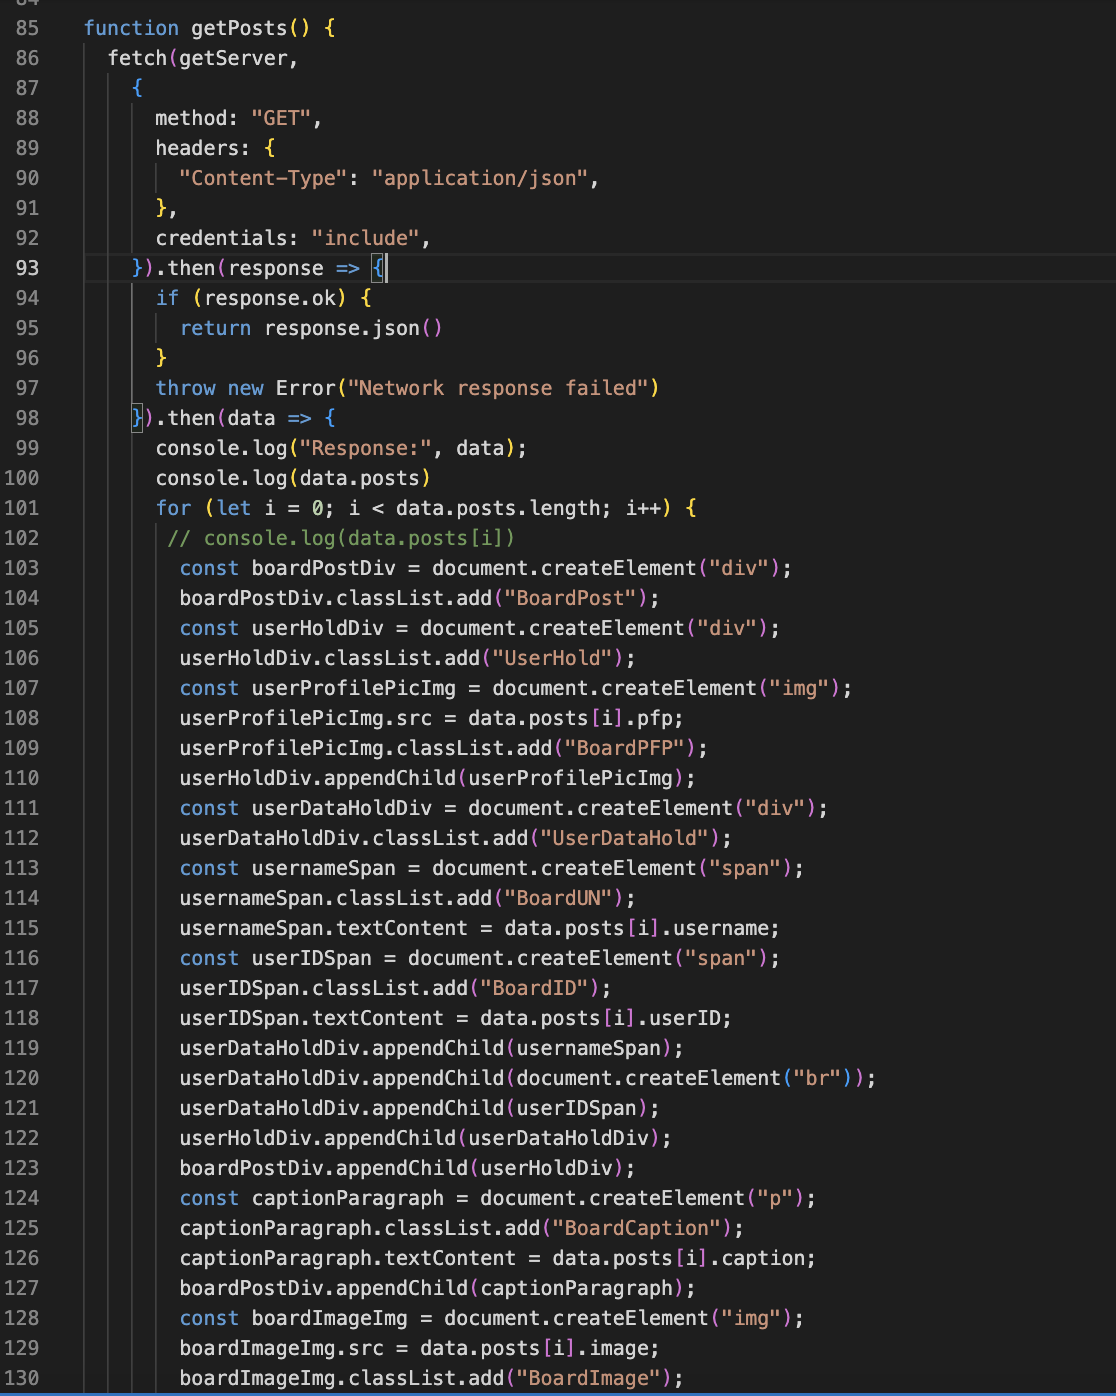 84
85 function getPosts() {
86 fetch(getServer,
87 {
88 method: "GET",
89 headers: {
90 "Content-Type": "application/json",
91 },
92 credentials: "include",
93 }).then(response => {
94 if (response.ok) {
95 return response.json()
96 }
97 throw new Error("Network response failed")
98 }).then(data => {
99 console.log("Response:", data);
100 console.log(data.posts)
101 for (let i = 0; i < data.posts.length; i++) {
102 // console.log(data.posts[i])
103 const boardPostDiv = document.createElement("div");
104 boardPostDiv.classList.add("BoardPost");
105 const userHoldDiv = document.createElement("div");
106 userHoldDiv.classList.add("UserHold");
107 const userProfilePicImg = document.createElement("img");
108 userProfilePicImg.src = data.posts[i].pfp;
109 userProfilePicImg.classList.add("BoardPFP");
110 userHoldDiv.appendChild(userProfilePicImg);
111 const userDataHoldDiv = document.createElement("div");
112 userDataHoldDiv.classList.add("UserDataHold");
113 const usernameSpan = document.createElement("span");
114 usernameSpan.classList.add("BoardUN");
115 usernameSpan.textContent = data.posts[i].username;
116 const userIDSpan = document.createElement("span");
117 userIDSpan.classList.add("BoardID");
118 userIDSpan.textContent = data.posts[i].userID;
119 userDataHoldDiv.appendChild(usernameSpan);
120 userDataHoldDiv.appendChild(document.createElement("br"));
121 userDataHoldDiv.appendChild(userIDSpan);
122 userHoldDiv.appendChild(userDataHoldDiv);
123 boardPostDiv.appendChild(userHoldDiv);
124 const captionParagraph = document.createElement("p");
125 captionParagraph.classList.add("BoardCaption");
126 captionParagraph.textContent = data.posts[i].caption;
127 boardPostDiv.appendChild(captionParagraph);
128 const boardImageImg = document.createElement("img");
129 boardImageImg.src = data.posts[i].image;
130 boardImageImg.classList.add("BoardImage");